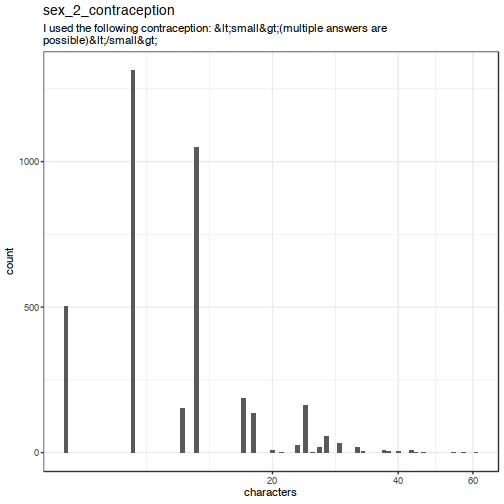 sex_2_contraception
I used the following contraception: &lt;small&gt;(multiple answers are
possible)&lt;/small&gt;
1000
500
0
count
20
40
60
characters